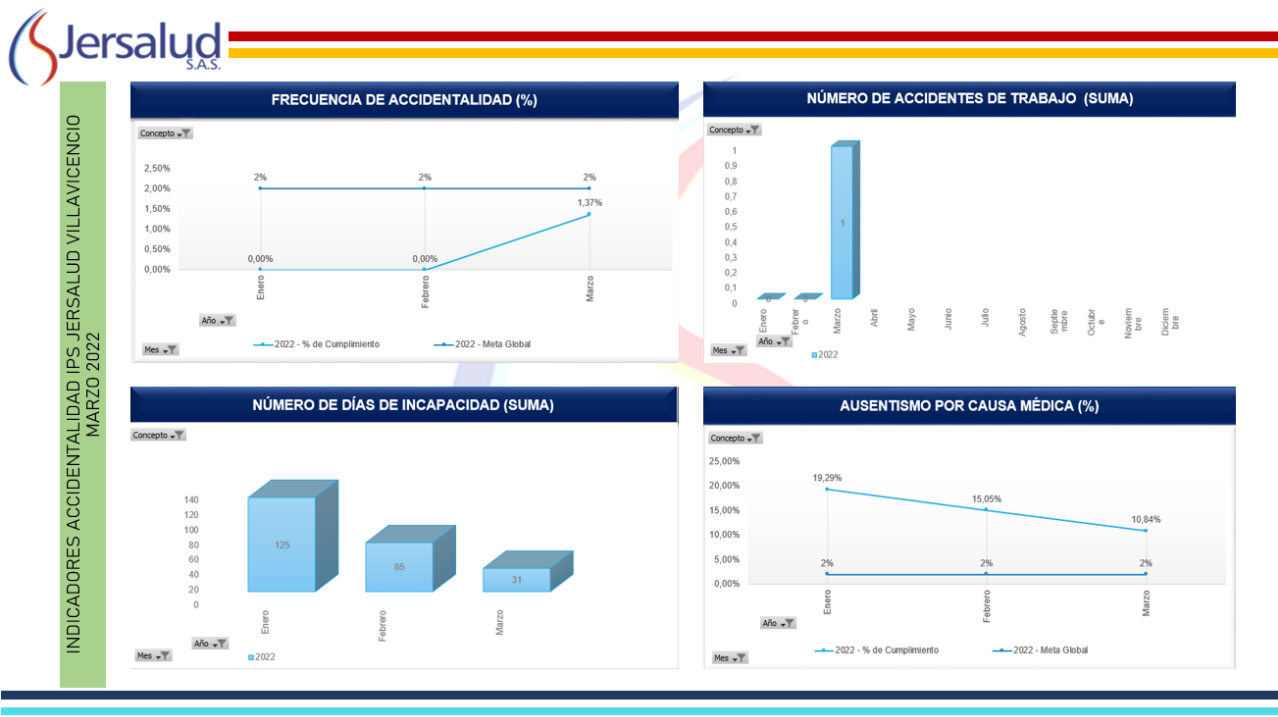 Jersalud
S.A.S.
INDICADORES ACCIDENTALIDAD IPS JERSALUD VILLAVICENCIO
MARZO 2022
FRECUENCIA DE ACCIDENTALIDAD (%)
Concepto
2,50%
2,00%
1,50%
1,00%
0,50%
0,00%
2%
2%
2%
1,37%
0,00%
0,00%
Enero
Febrero
Marzo
Año
2022 - % de Cumplimiento
2022 - Meta Global
Mes
NÚMERO DE ACCIDENTES DE TRABAJO (SUMA)
Concepto
1
0,9
0,8
0,7
0,6
0,5
0,4
0,3
0,2
0,1
0
0
0
1
Enero
Febrer
o
Marzo
Abril
Mayo
Junio
Julio
Agosto
Septie
mbre
Octubr
e
Noviem
bre
Diciem
bre
Año
Mes
2022
NÚMERO DE DÍAS DE INCAPACIDAD (SUMA)
Concepto
140
120
100
80
60
40
20
0
125
65
31
Enero
Febrero
Marzo
Año
Mes
2022
AUSENTISMO POR CAUSA MÉDICA (%)
Concepto
25,00%
20,00%
15,00%
10,00%
5,00%
0,00%
19,29%
15,05%
10,84%
2%
2%
2%
Enero
Febrero
Marzo
Año
2022 - % de Cumplimiento
2022 - Meta Global
Mes